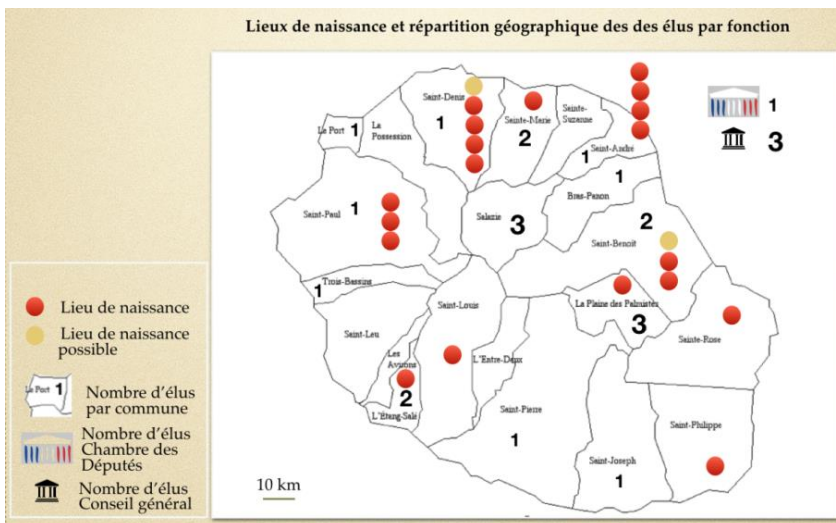 Lieux de naissance et répartition géographique des des élus par fonction
Saint-Denis
1
Le Port 1
La
Possession
Sainte-Marie
2
Sainte-
Suzanne
1
Saint-André
1
3
1
Bras-Panon
Saint-Paul 1
Salazie 3
2
Saint-Benoît
Trois-Bassins
1
Saint-Louis
La Plaine des Palmistes
3
Sainte-Rose
Saint-Leu
Les
Avirons
2
L'Étang-Salé
L'Entre-Deux
Saint-Pierre
1
Saint-Joseph
1
Saint-Philippe
10 km
Lieu de naissance
Lieu de naissance
possible
Le Port 1
Nombre d'élus
par commune
Nombre d'élus
Chambre des
Députés
Nombre d'élus
Conseil général